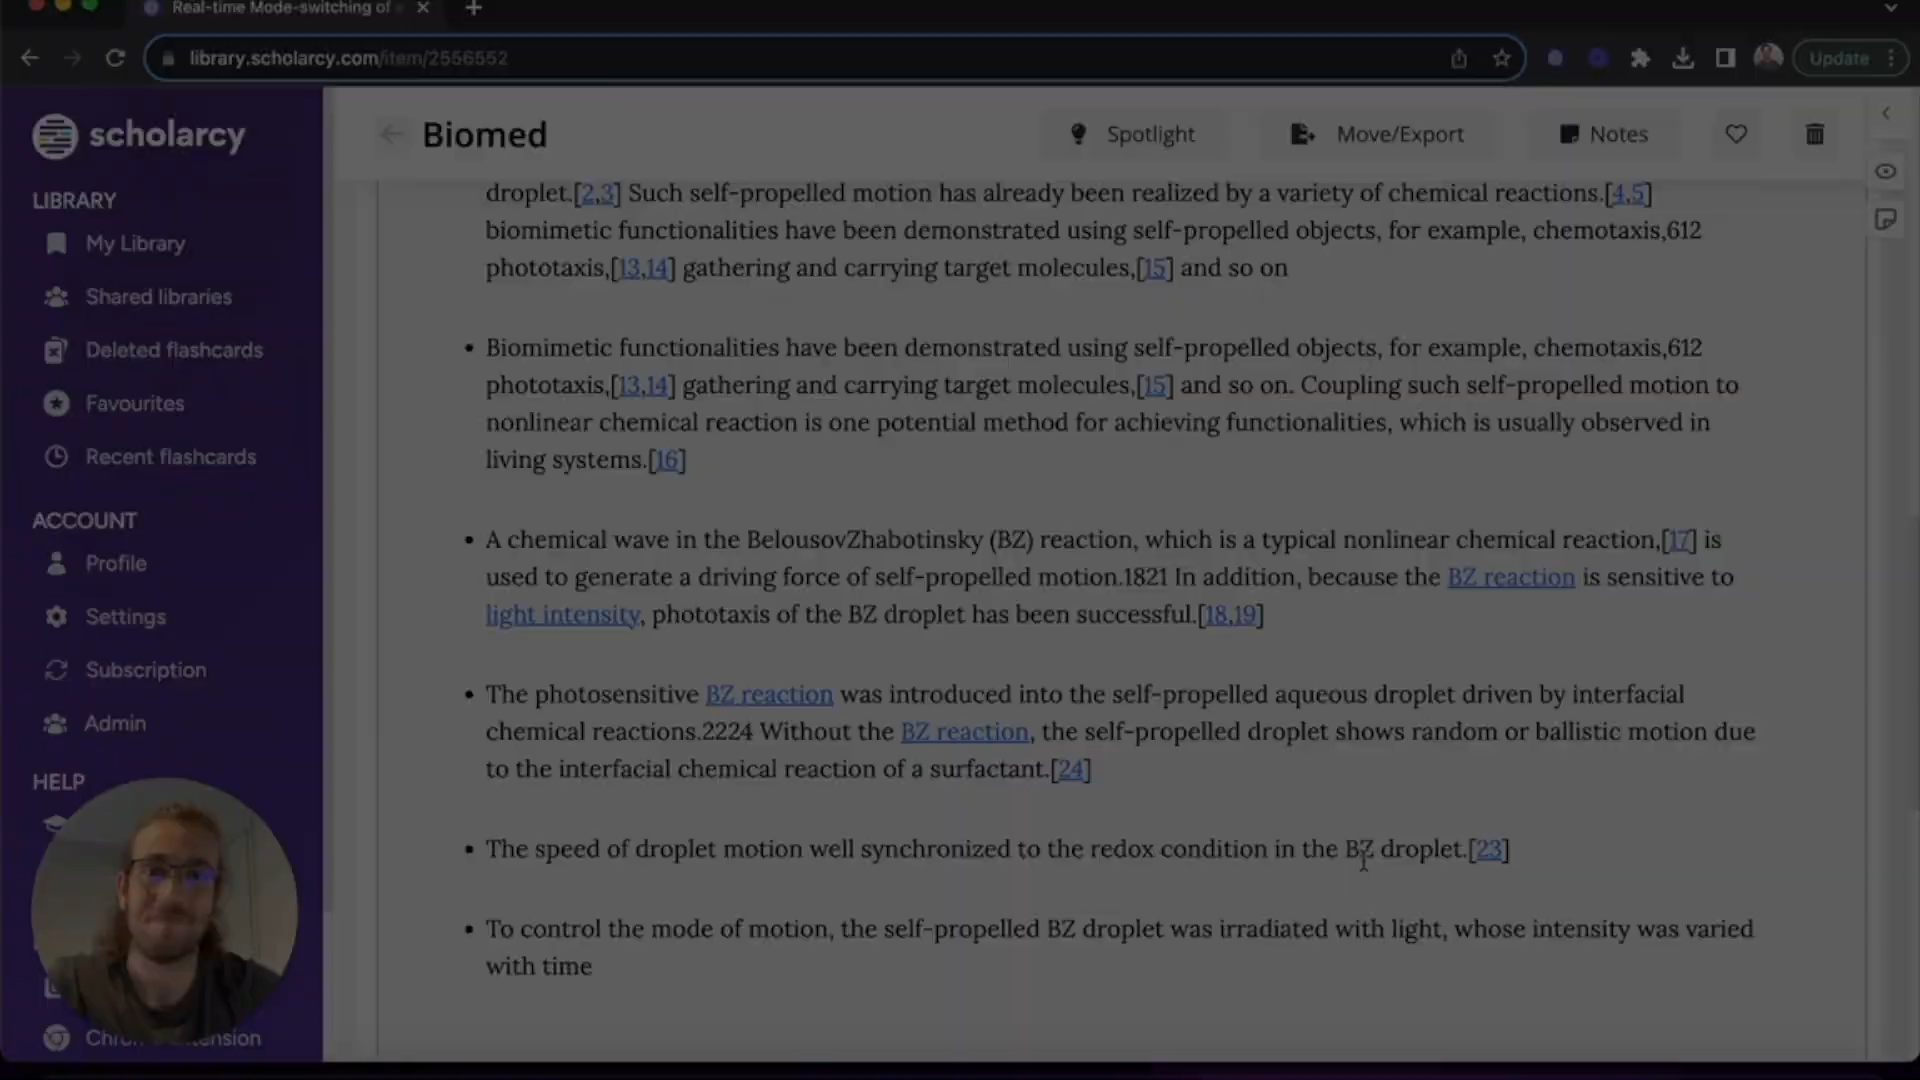 Real-time Mode-switching of
library.scholarcy.com/item/2556552
Update
scholarcy
LIBRARY
My Library
Shared libraries
Deleted flashcards
Favourites
Recent flashcards
ACCOUNT
Profile
Settings
Subscription
Admin
HELP
Biomed
Spotlight
Move/Export
Notes
droplet.[2,3] Such self-propelled motion has already been realized by a variety of chemical reactions.[4,5]
biomimetic functionalities have been demonstrated using self-propelled objects, for example, chemotaxis,612
phototaxis,[13,14] gathering and carrying target molecules,[15] and so on
• Biomimetic functionalities have been demonstrated using self-propelled objects, for example, chemotaxis,612
phototaxis,[13,14] gathering and carrying target molecules,[15] and so on. Coupling such self-propelled motion to
nonlinear chemical reaction is one potential method for achieving functionalities, which is usually observed in
living systems.[16]
• A chemical wave in the BelousovZhabotinsky (BZ) reaction, which is a typical nonlinear chemical reaction,[17] is
used to generate a driving force of self-propelled motion.1821 In addition, because the BZ reaction is sensitive to
light intensity, phototaxis of the BZ droplet has been successful.[18,19]
• The photosensitive BZ reaction was introduced into the self-propelled aqueous droplet driven by interfacial
chemical reactions.2224 Without the BZ reaction, the self-propelled droplet shows random or ballistic motion due
to the interfacial chemical reaction of a surfactant.[24]
• The speed of droplet motion well synchronized to the redox condition in the BZ droplet.[23]
• To control the mode of motion, the self-propelled BZ droplet was irradiated with light, whose intensity was varied
with time